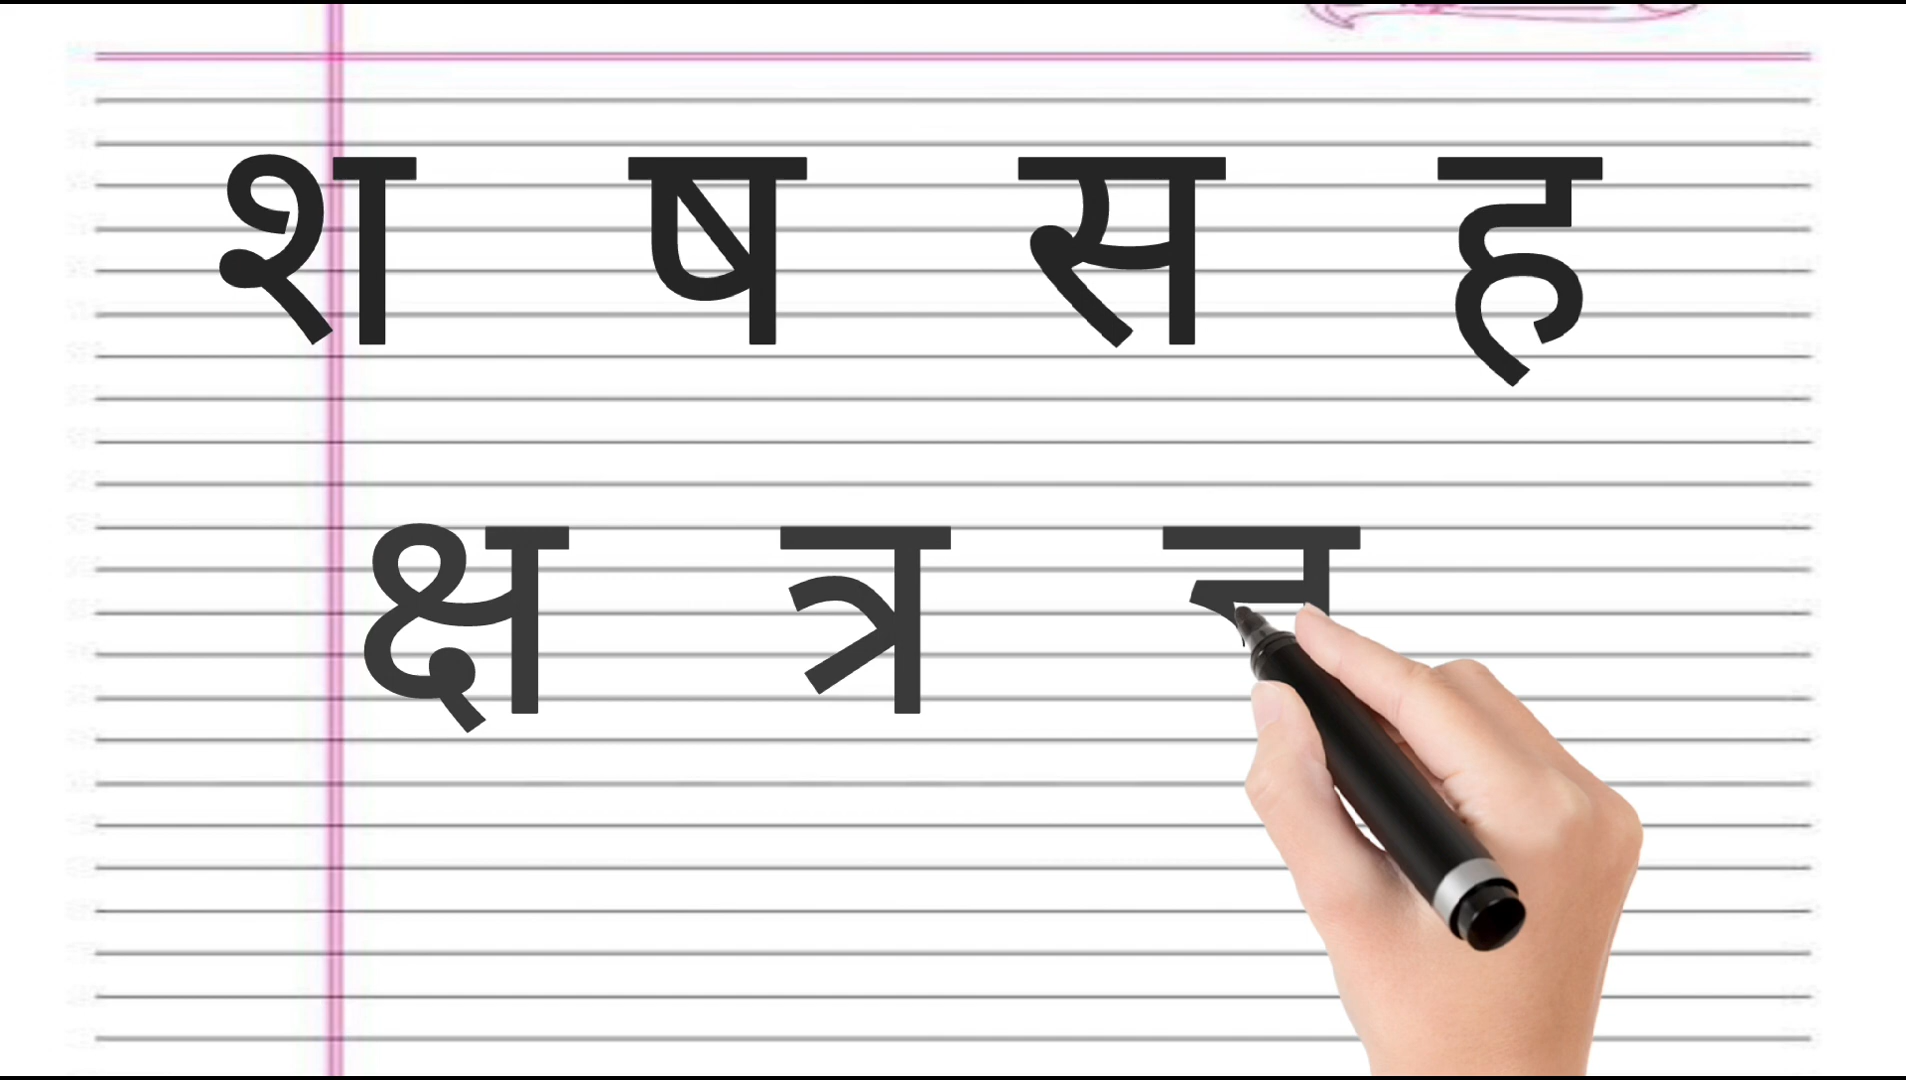 श ष स ह
क्ष त्र